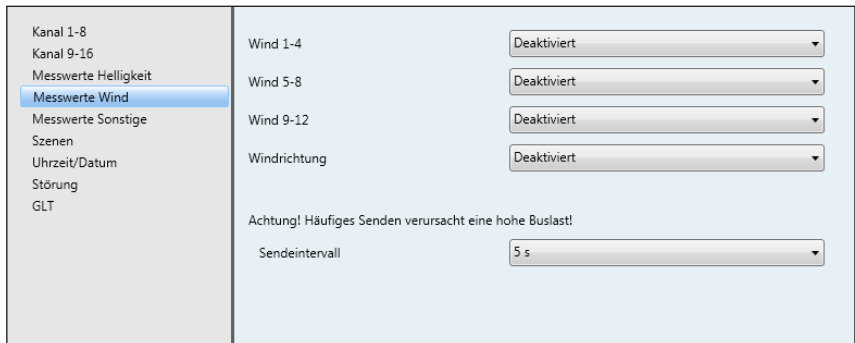 Kanal 1-8
Kanal 9-16
Messwerte Helligkeit
Messwerte Wind
Messwerte Sonstige
Szenen
Uhrzeit/Datum
Störung
GLT
Wind 1-4 Deaktiviert
Wind 5-8 Deaktiviert
Wind 9-12 Deaktiviert
Windrichtung Deaktiviert
Achtung! Häufiges Senden verursacht eine hohe Buslast!
Sendeintervall 5 s